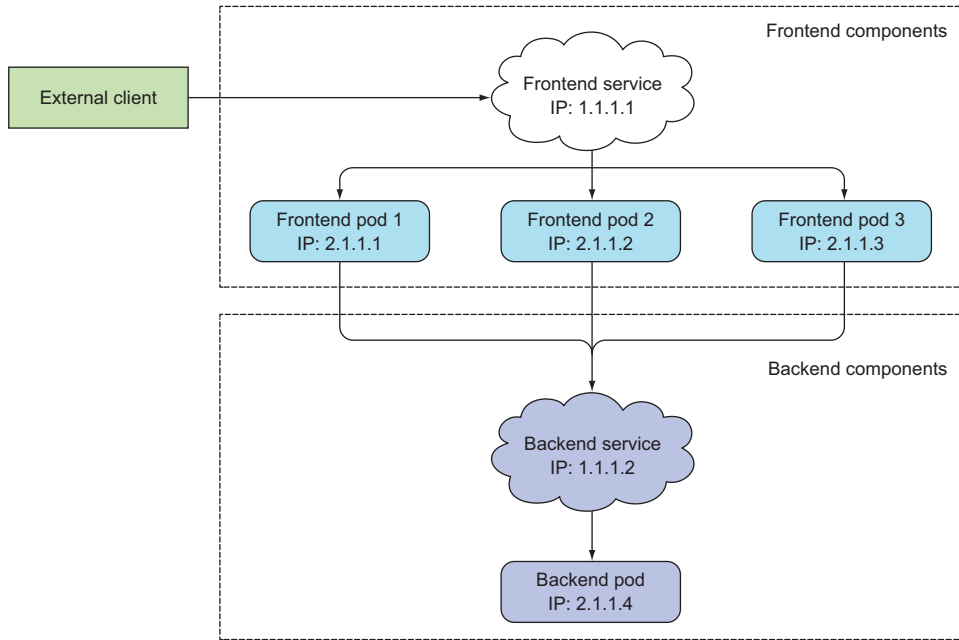 Frontend components
External client
Frontend service
IP: 1.1.1.1
Frontend pod 1
IP: 2.1.1.1
Frontend pod 2
IP: 2.1.1.2
Frontend pod 3
IP: 2.1.1.3
Backend components
Backend service
IP: 1.1.1.2
Backend pod
IP: 2.1.1.4